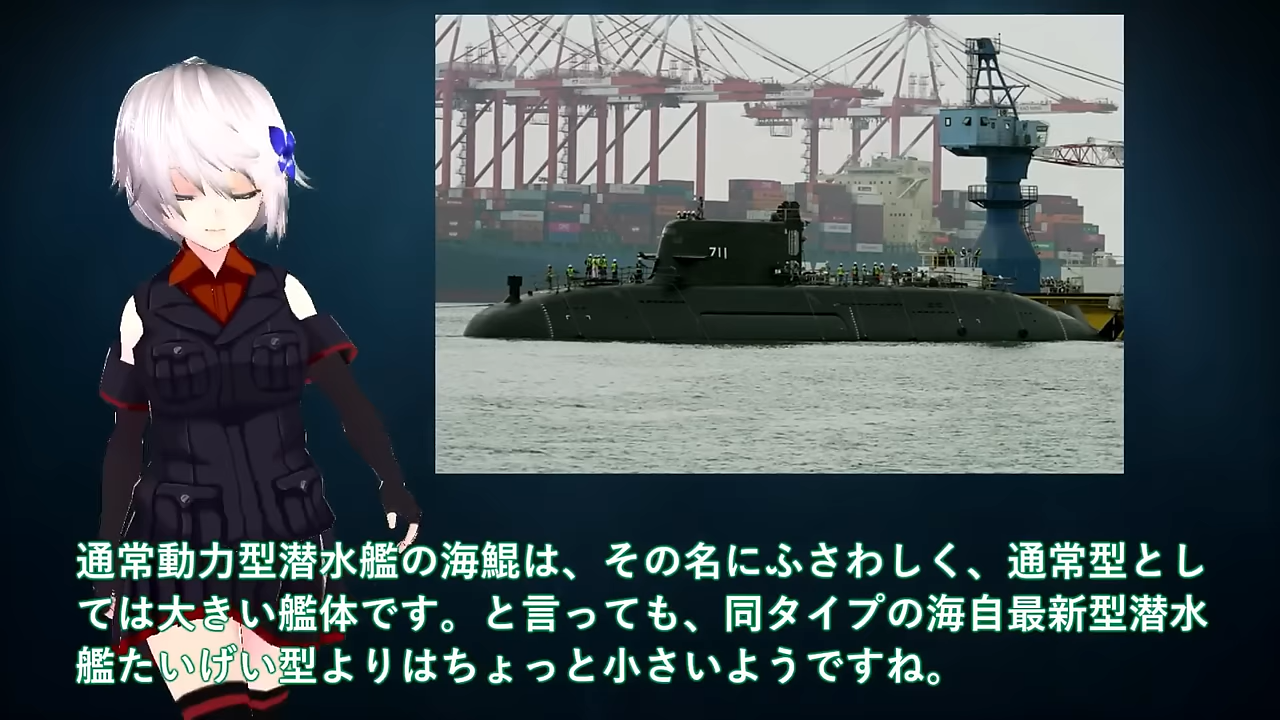 711
通常動力型潜水艦の海鯤は、その名にふさわしく、通常型とし
ては大きい艦体です。と言っても、同タイプの海自最新型潜水
艦たいげい型よりはちょっと小さいようですね。